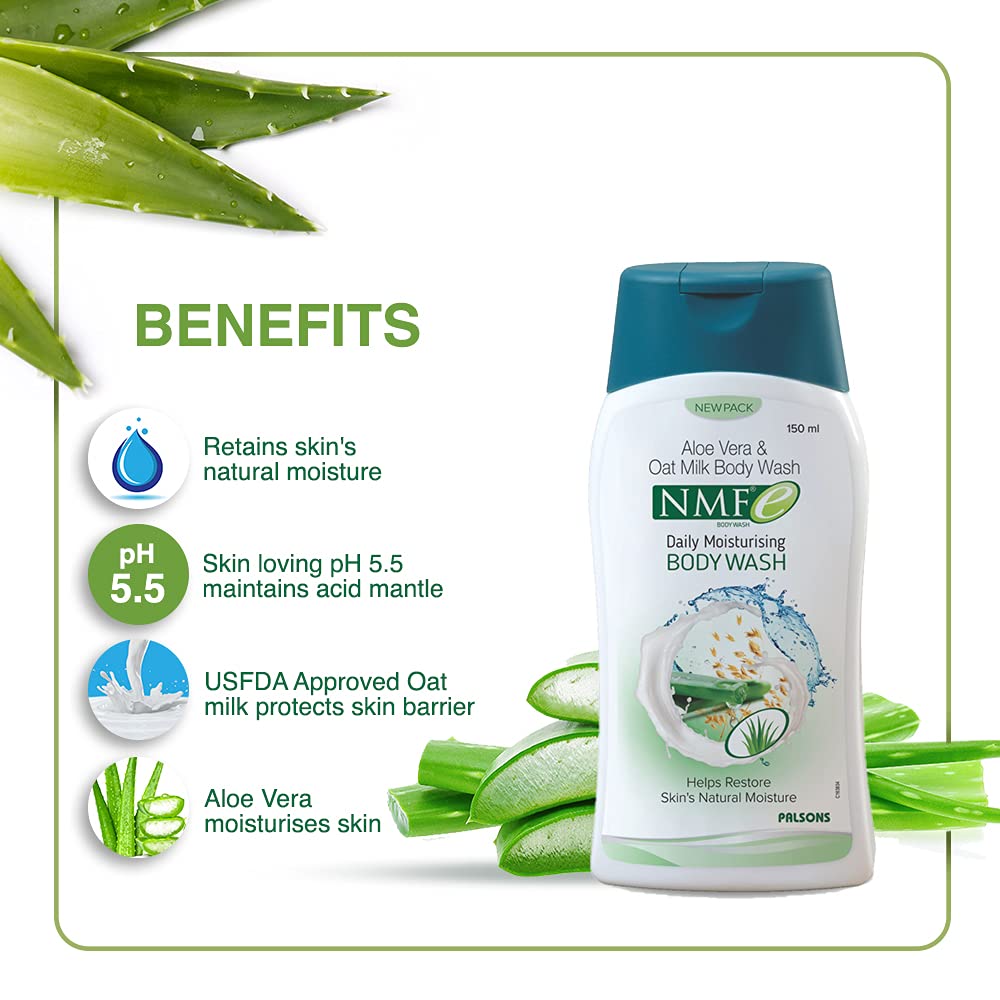 BENEFITS
Retains skin's
natural moisture
pH
5.5
Skin loving pH 5.5
maintains acid mantle
USFDA Approved Oat
milk protects skin barrier
Aloe Vera
moisturises skin
NEW PACK
150 ml
Aloe Vera &
Oat Milk Body Wash
NMFe®
BODY WASH
Daily Moisturising
BODY WASH
Helps Restore
Skin's Natural Moisture
PALSONS